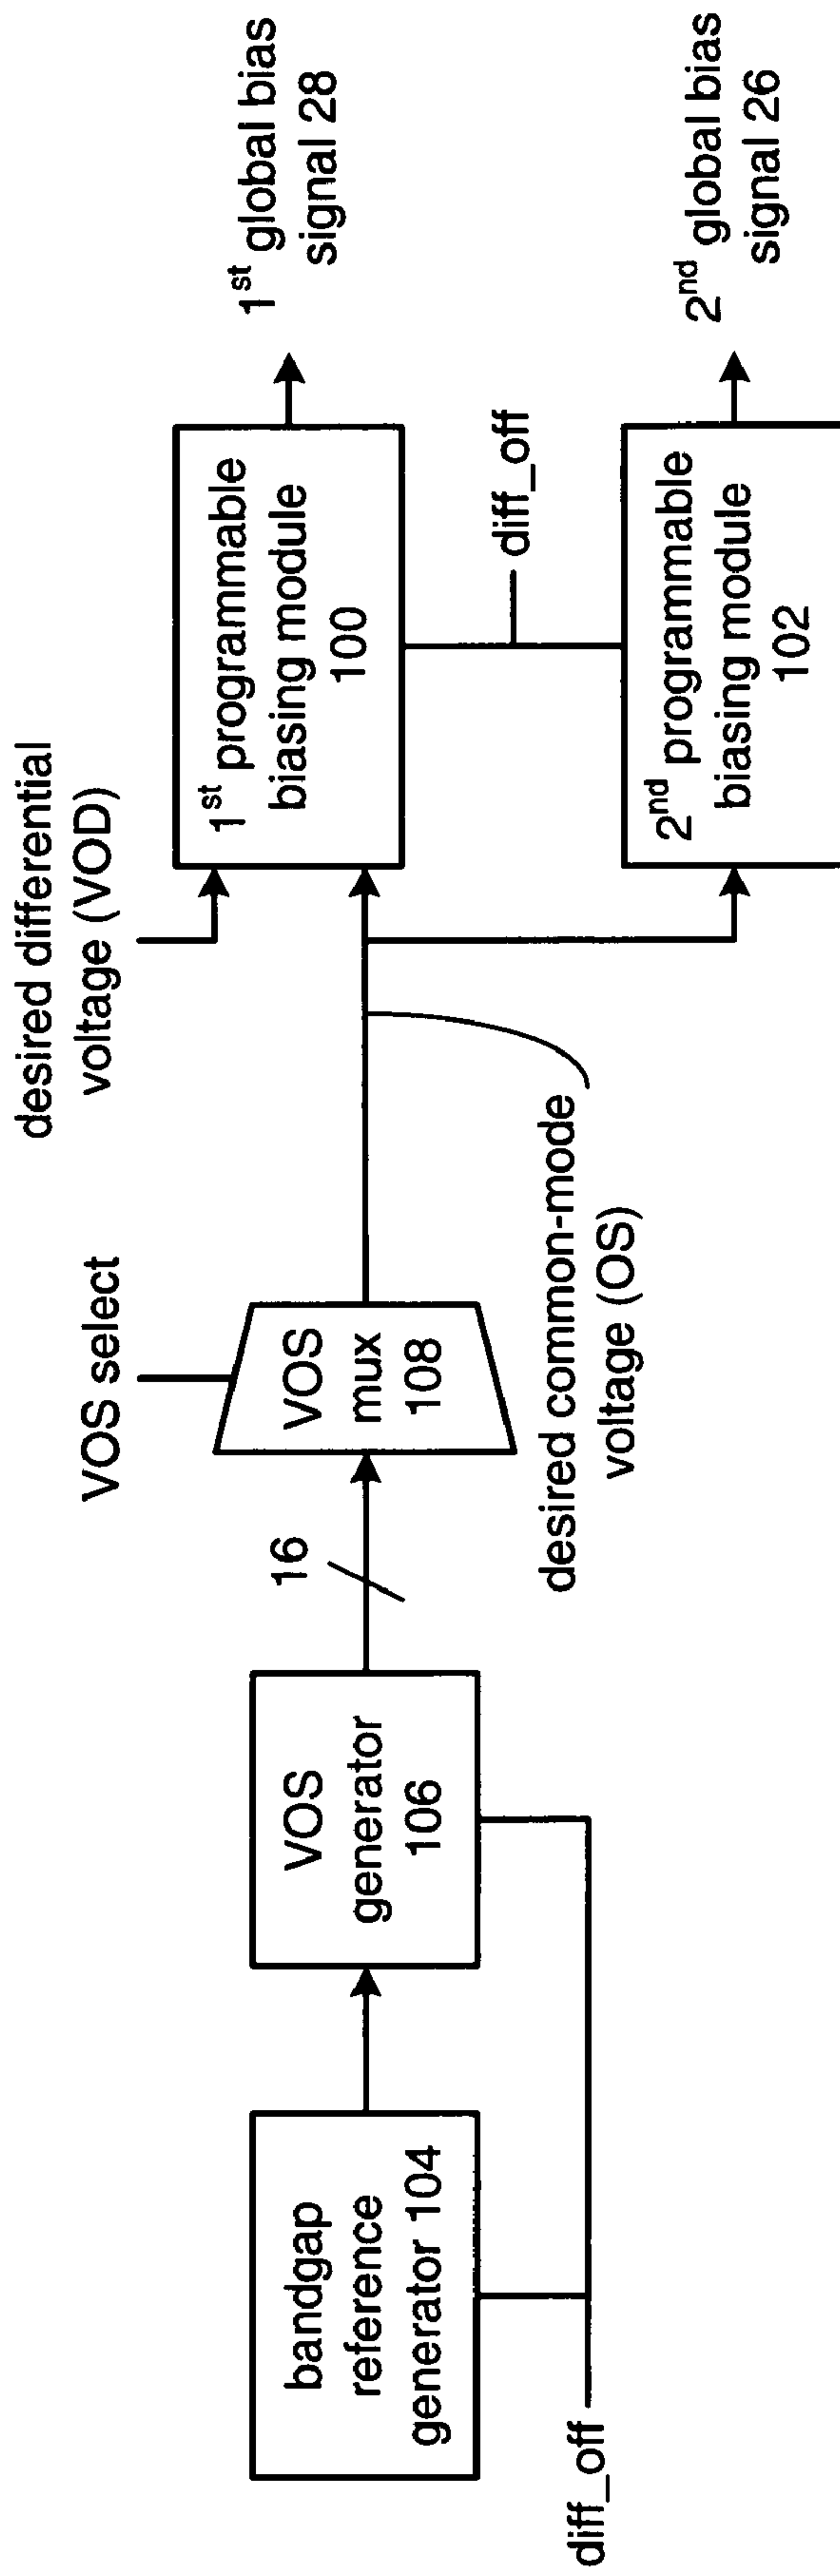 bandgap
reference
generator 104
diff_off
VOS
generator
106
16
VOS select
VOS
mux
108
desired common-mode
voltage (OS)
desired differential
voltage (VOD)
1st programmable
biasing module
100
diff_off
2nd programmable
biasing module
102
1st global bias
signal 28
2nd global bias
signal 26